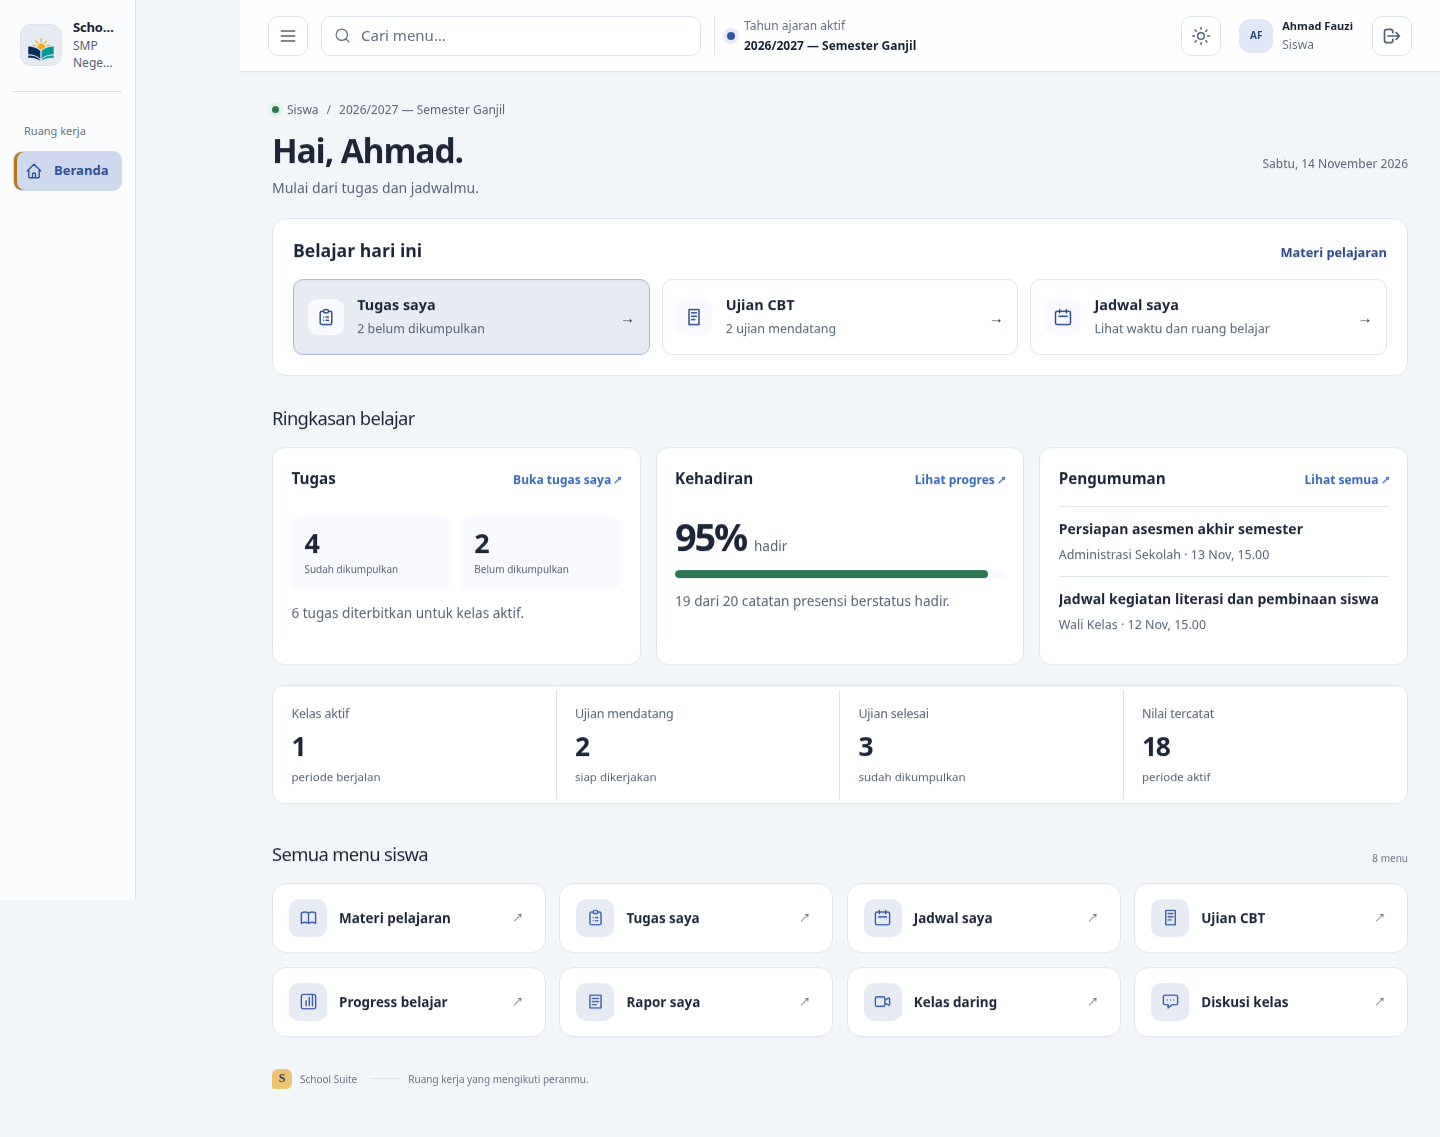 Scho...
SMP
Nege...
Ruang kerja
Beranda
Cari menu...
Tahun ajaran aktif
2026/2027 — Semester Ganjil
AF
Ahmad Fauzi
Siswa
Siswa / 2026/2027 — Semester Ganjil
Hai, Ahmad.
Mulai dari tugas dan jadwalmu.
Sabtu, 14 November 2026
Belajar hari ini
Materi pelajaran
Tugas saya
2 belum dikumpulkan
→
Ujian CBT
2 ujian mendatang
→
Jadwal saya
Lihat waktu dan ruang belajar
→
Ringkasan belajar
Tugas
Buka tugas saya ↗
4
Sudah dikumpulkan
2
Belum dikumpulkan
6 tugas diterbitkan untuk kelas aktif.
Kehadiran
Lihat progres ↗
95% hadir
19 dari 20 catatan presensi berstatus hadir.
Pengumuman
Lihat semua ↗
Persiapan asesmen akhir semester
Administrasi Sekolah · 13 Nov, 15.00
Jadwal kegiatan literasi dan pembinaan siswa
Wali Kelas · 12 Nov, 15.00
Kelas aktif
1
periode berjalan
Ujian mendatang
2
siap dikerjakan
Ujian selesai
3
sudah dikumpulkan
Nilai tercatat
18
periode aktif
Semua menu siswa
8 menu
Materi pelajaran ↗
Tugas saya ↗
Jadwal saya ↗
Ujian CBT ↗
Progress belajar ↗
Rapor saya ↗
Kelas daring ↗
Diskusi kelas ↗
S School Suite
Ruang kerja yang mengikuti peranmu.